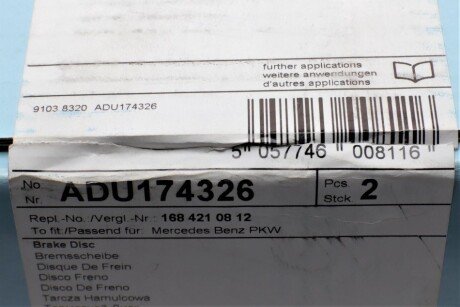 further applications
weitere anwendungen
d'autres applications
9103 8320 ADU174326
5 057746 008116
No.
Nr. ADU174326 Pcs.
Stck. 2
Repl.-No./Vergl.-Nr.: 168 421 08 12
To fit:/Passend für: Mercedes Benz PKW
Brake Disc
Bremsscheibe
Disque De Frein
Disco Freno
Disco De Freno
Tarcza Hamulcowa